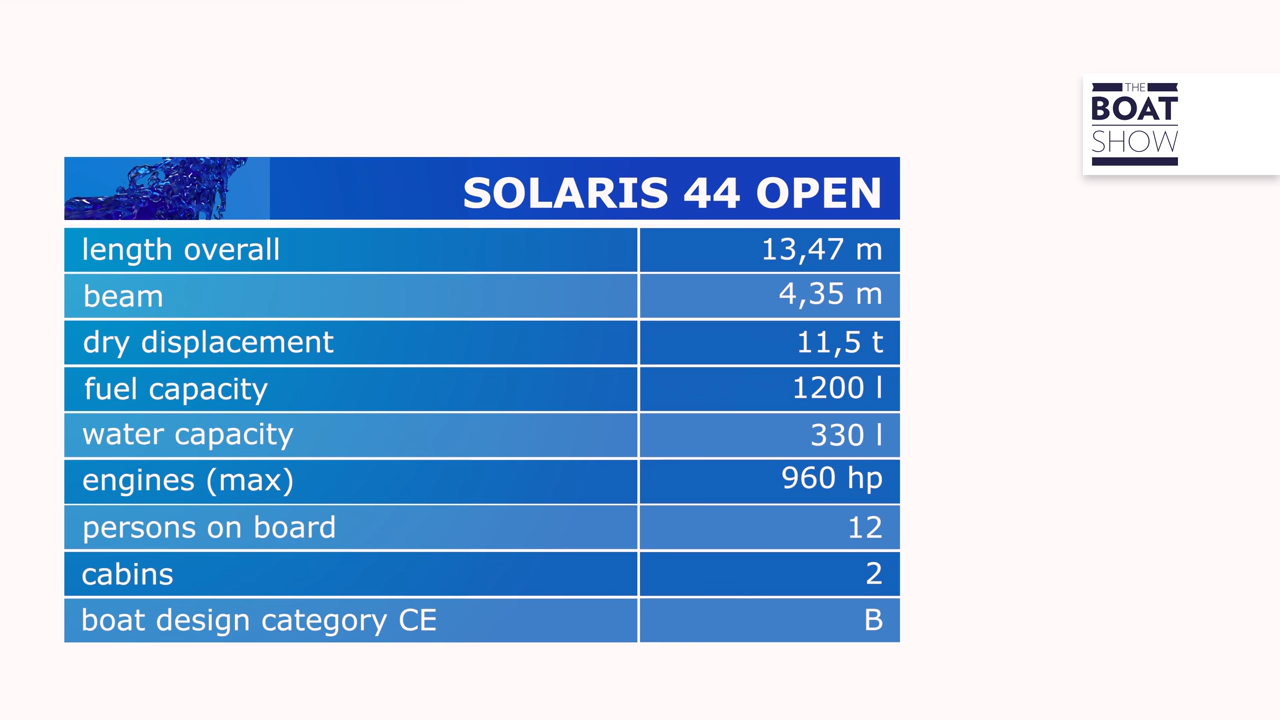 THE
BOAT
SHOW
SOLARIS 44 OPEN
length overall 13,47 m
beam 4,35 m
dry displacement 11,5 t
fuel capacity 1200 l
water capacity 330 l
engines (max) 960 hp
persons on board 12
cabins 2
boat design category CE B